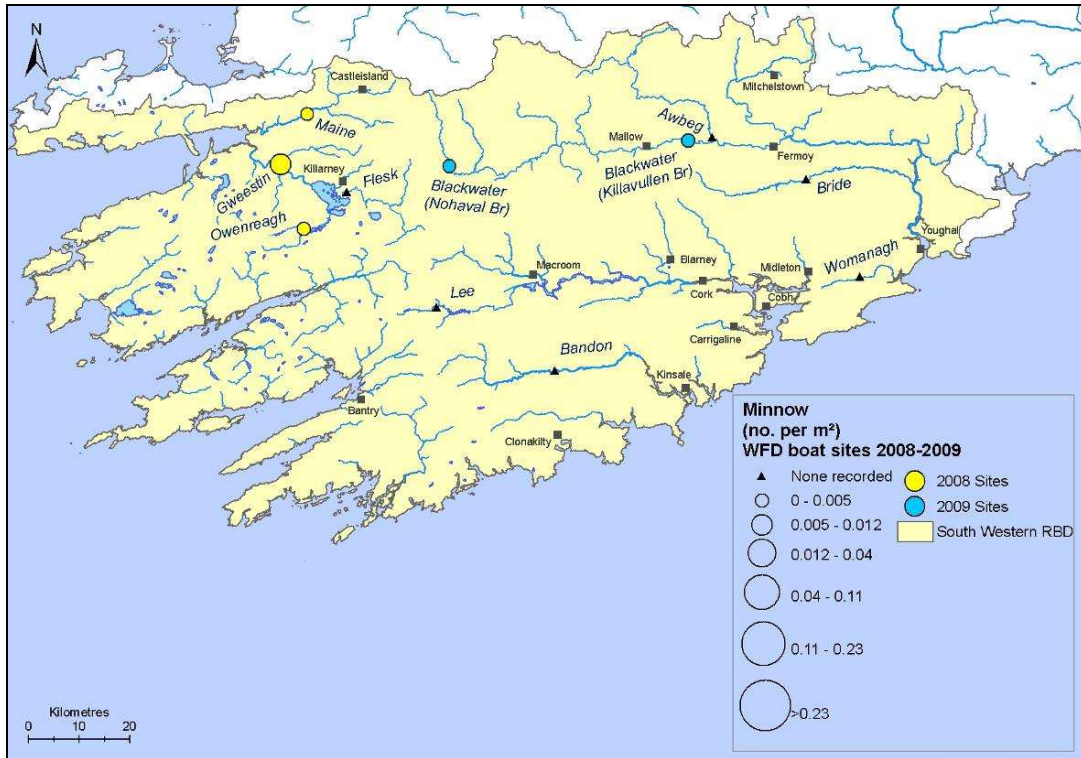 N
Castleisland
Mitchelstown
Maine
Awbeg
Mallow
Fermoy
Blackwater
(Killavullen Br)
Killarney
Flesk
Gweestin
Blackwater
(Nohaval Br)
Bride
Owenreagh
Youghal
Blarney
Midleton
Womanagh
Macroom
Cork
Lee
Cobh
Carrigaline
Bandon
Kinsale
Bantry
Clonakilty
Minnow
(no. per m²)
WFD boat sites 2008-2009
None recorded
0 - 0.005
0.005 - 0.012
0.012 - 0.04
0.04 - 0.11
0.11 - 0.23
>0.23
2008 Sites
2009 Sites
South Western RBD
Kilometres
0 10 20